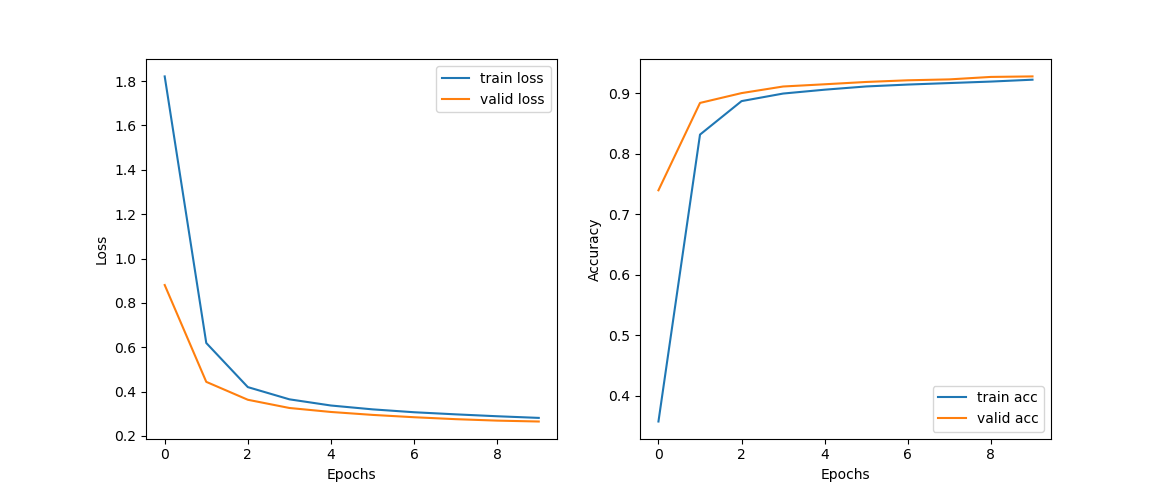 train loss
valid loss
1.8
1.6
1.4
1.2
1.0
0.8
0.6
0.4
0.2
Loss
0 2 4 6 8
Epochs
0.9
0.8
0.7
0.6
0.5
0.4
Accuracy
train acc
valid acc
0 2 4 6 8
Epochs